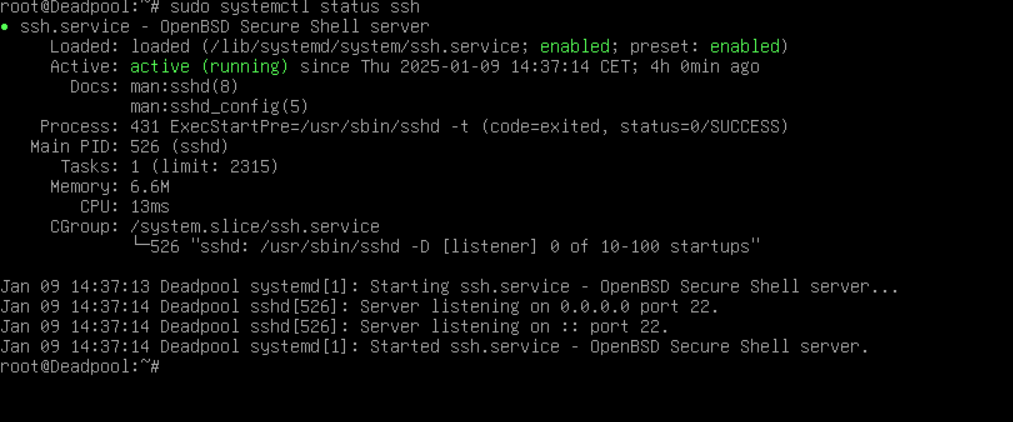 root@Deadpool:~# sudo systemctl status ssh
● ssh.service - OpenBSD Secure Shell server
     Loaded: loaded (/lib/systemd/system/ssh.service; enabled; preset: enabled)
     Active: active (running) since Thu 2025-01-09 14:37:14 CET; 4h 0min ago
       Docs: man:sshd(8)
             man:sshd_config(5)
    Process: 431 ExecStartPre=/usr/sbin/sshd -t (code=exited, status=0/SUCCESS)
   Main PID: 526 (sshd)
      Tasks: 1 (limit: 2315)
     Memory: 6.6M
        CPU: 13ms
     CGroup: /system.slice/ssh.service
             └─526 "sshd: /usr/sbin/sshd -D [listener] 0 of 10-100 startups"

Jan 09 14:37:13 Deadpool systemd[1]: Starting ssh.service - OpenBSD Secure Shell server...
Jan 09 14:37:14 Deadpool sshd[526]: Server listening on 0.0.0.0 port 22.
Jan 09 14:37:14 Deadpool sshd[526]: Server listening on :: port 22.
Jan 09 14:37:14 Deadpool systemd[1]: Started ssh.service - OpenBSD Secure Shell server.
root@Deadpool:~#